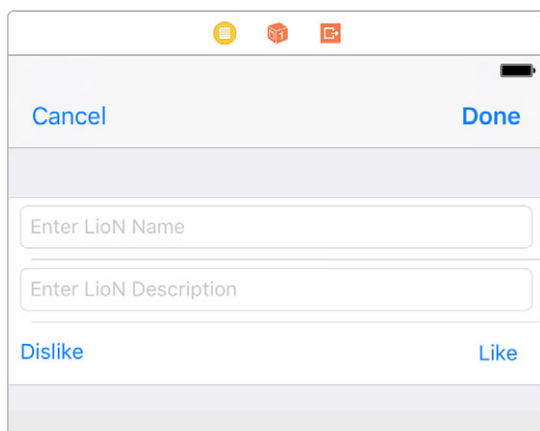 Cancel Done
Enter LioN Name
Enter LioN Description
Dislike Like